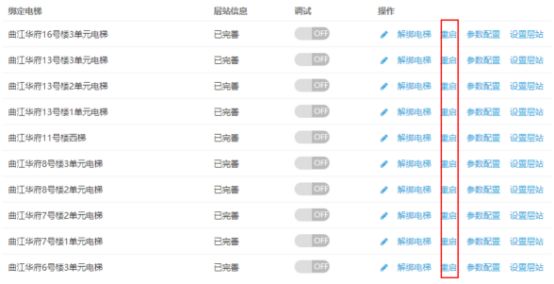 绑定电梯 层站信息 调试 操作
曲江华府16号楼3单元电梯 已完善 OFF 解绑电梯 重启 参数配置 设置层站
曲江华府13号楼3单元电梯 已完善 OFF 解绑电梯 重启 参数配置 设置层站
曲江华府13号楼2单元电梯 已完善 OFF 解绑电梯 重启 参数配置 设置层站
曲江华府13号楼1单元电梯 已完善 OFF 解绑电梯 重启 参数配置 设置层站
曲江华府11号楼西梯 已完善 OFF 解绑电梯 重启 参数配置 设置层站
曲江华府8号楼3单元电梯 已完善 OFF 解绑电梯 重启 参数配置 设置层站
曲江华府8号楼2单元电梯 已完善 OFF 解绑电梯 重启 参数配置 设置层站
曲江华府7号楼2单元电梯 已完善 OFF 解绑电梯 重启 参数配置 设置层站
曲江华府7号楼1单元电梯 已完善 OFF 解绑电梯 重启 参数配置 设置层站
曲江华府6号楼3单元电梯 已完善 OFF 解绑电梯 重启 参数配置 设置层站